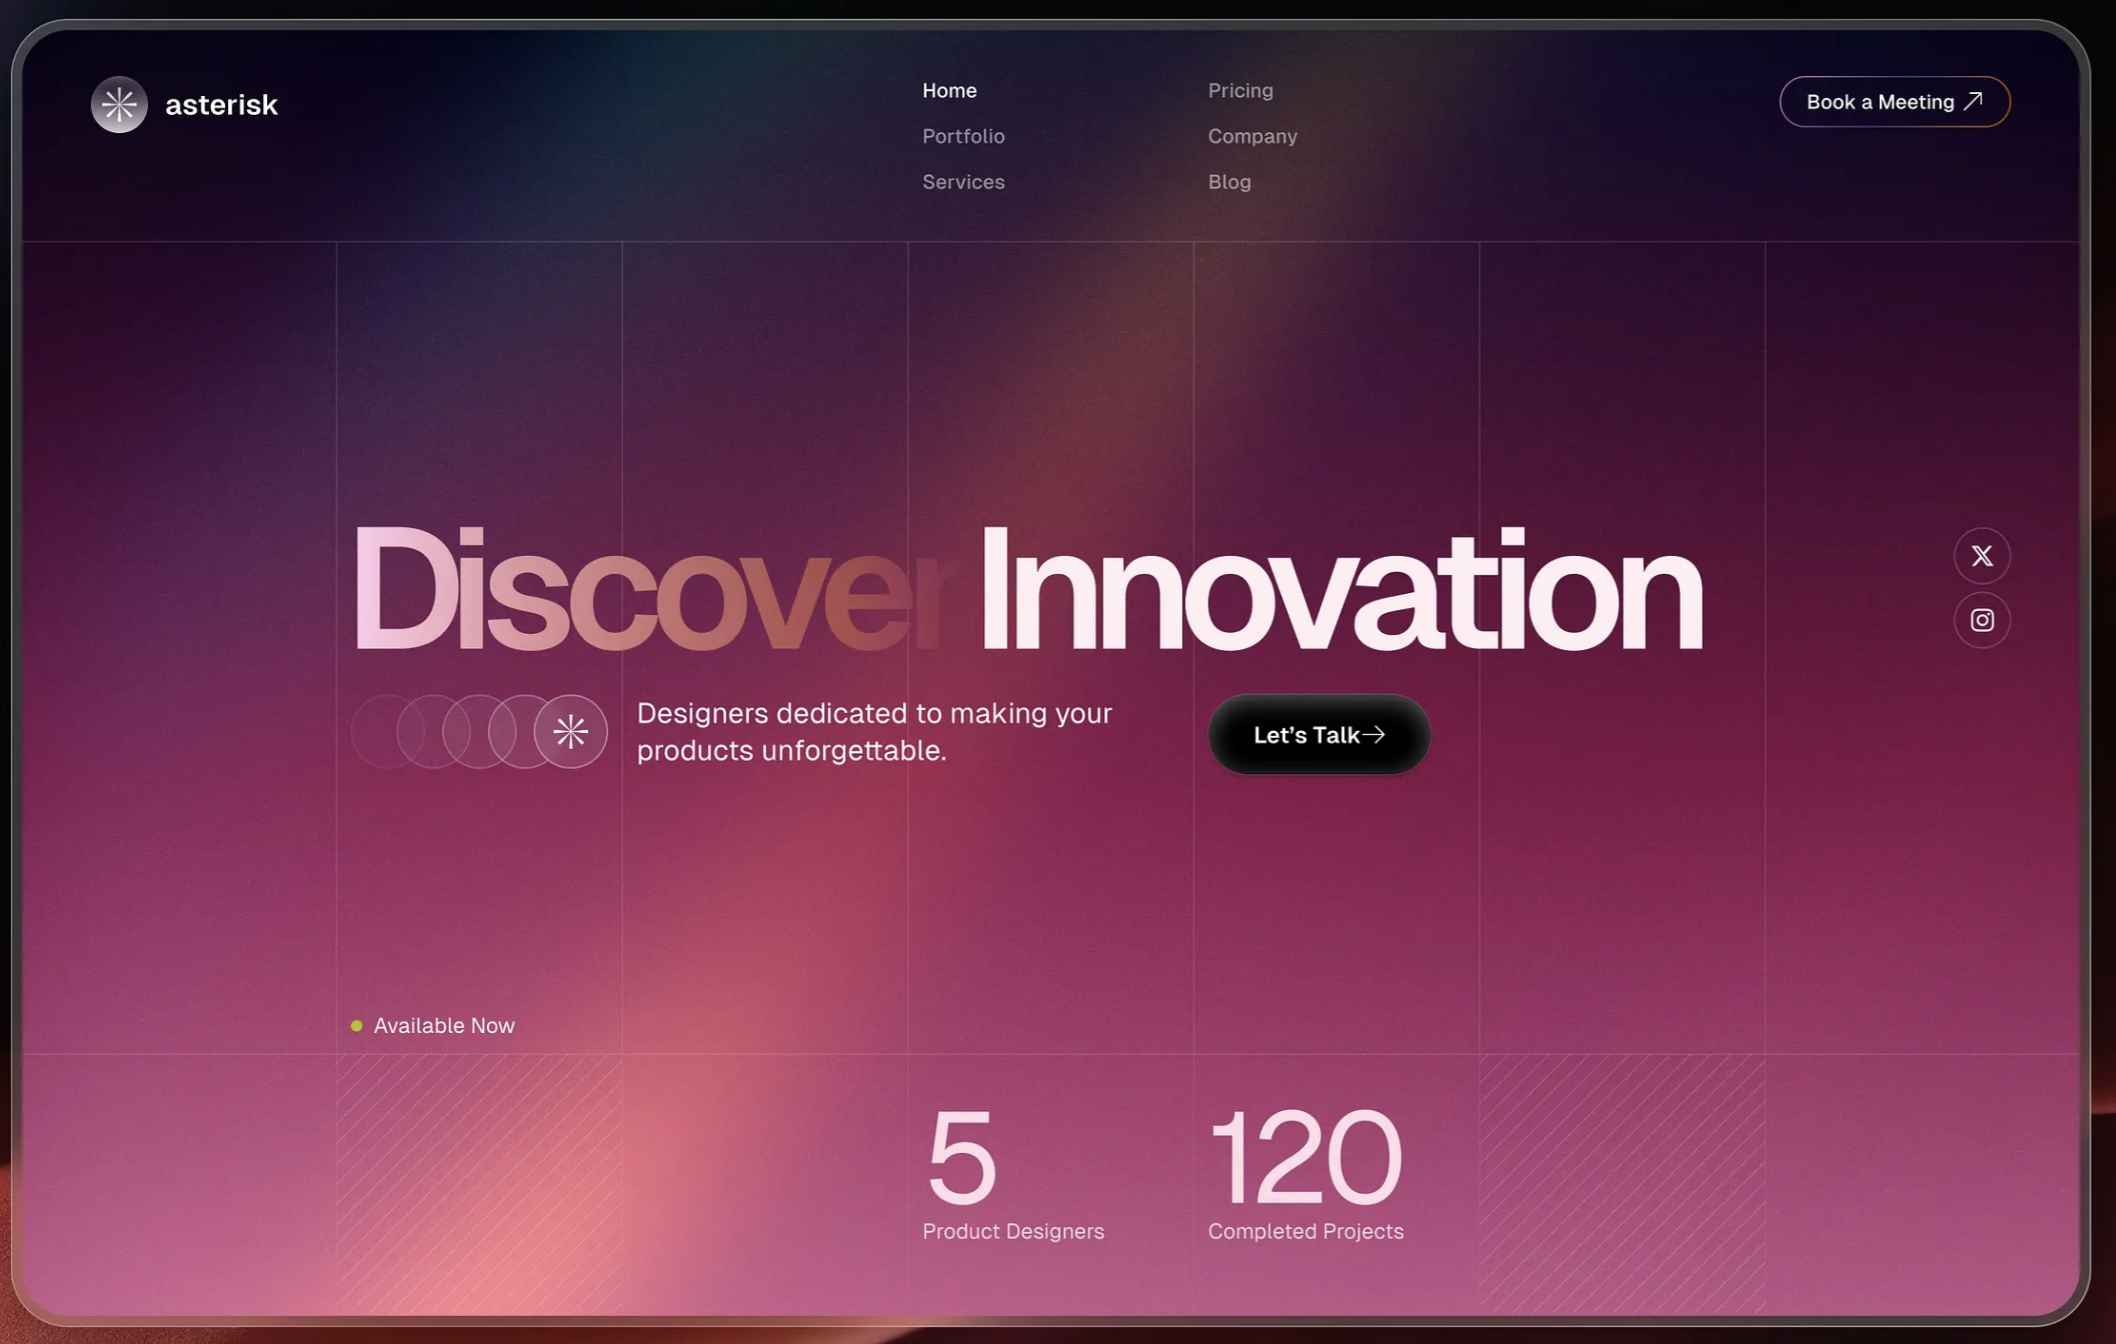 asterisk
Home
Portfolio
Services
Pricing
Company
Blog
Book a Meeting
Discover Innovation
Designers dedicated to making your
products unforgettable.
Let’s Talk
Available Now
5
Product Designers
120
Completed Projects